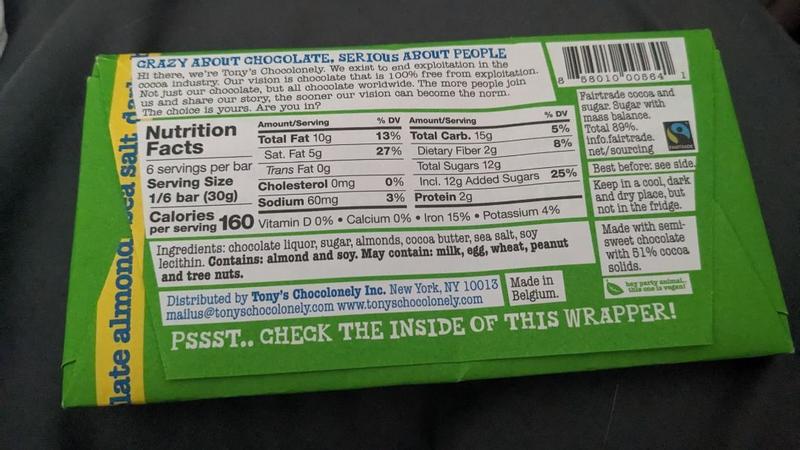 CRAZY ABOUT CHOCOLATE, SERIOUS ABOUT PEOPLE
Hi there, we're Tony's Chocolonely. We exist to end exploitation in the
cocoa industry. Our vision is chocolate that is 100% free from exploitation.
Not just our chocolate, but all chocolate worldwide. The more people join
us and share our story, the sooner our vision can become the norm.
The choice is yours. Are you in?
Nutrition
Facts
6 servings per bar
Serving Size
1/6 bar (30g)
Calories
per serving 160
Amount/Serving % DV
Total Fat 10g 13%
Sat. Fat 5g 27%
Trans Fat 0g
Cholesterol 0mg 0%
Sodium 60mg 3%
Amount/Serving % DV
Total Carb. 15g 5%
Dietary Fiber 2g 8%
Total Sugars 12g
Incl. 12g Added Sugars 25%
Protein 2g
Vitamin D 0% • Calcium 0% • Iron 15% • Potassium 4%
Ingredients: chocolate liquor, sugar, almonds, cocoa butter, sea salt, soy
lecithin. Contains: almond and soy. May contain: milk, egg, wheat, peanut
and tree nuts.
Distributed by Tony's Chocolonely Inc. New York, NY 10013
mailus@tonyschocolonely.com www.tonyschocolonely.com
Made in
Belgium.
PSSST.. CHECK THE INSIDE OF THIS WRAPPER!
8 58010 00564 1
Fairtrade cocoa and
sugar. Sugar with
mass balance.
Total 89%.
info.fairtrade.
net/sourcing
FAIRTRADE
Best before: see side.
Keep in a cool, dark
and dry place, but
not in the fridge.
Made with semi-
sweet chocolate
with 51% cocoa
solids.
hey party animal..
this one is vegan!
late almond sea salt